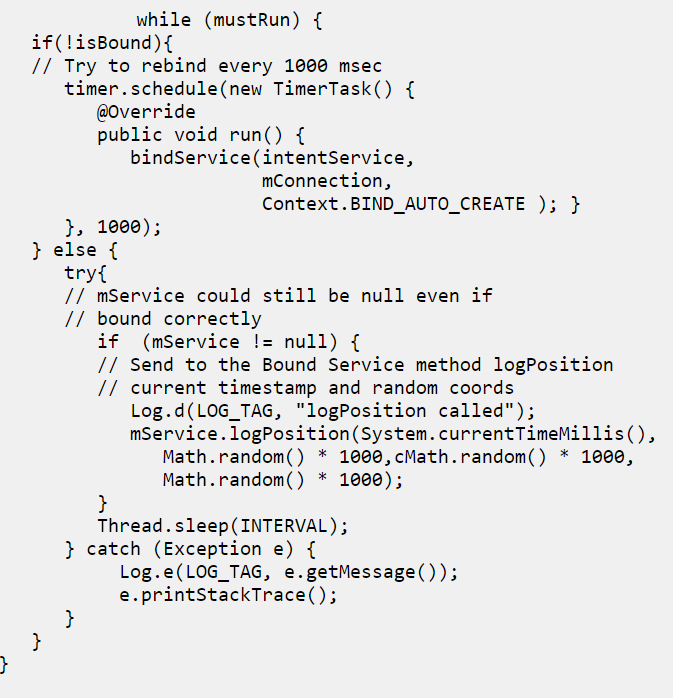 while (mustRun) {
if(!isBound){
// Try to rebind every 1000 msec
timer.schedule(new TimerTask() {
@Override
public void run() {
bindService(intentService,
mConnection,
Context.BIND_AUTO_CREATE ); }
}, 1000);
} else {
try{
// mService could still be null even if
// bound correctly
if  (mService != null) {
// Send to the Bound Service method logPosition
// current timestamp and random coords
Log.d(LOG_TAG, "logPosition called");
mService.logPosition(System.currentTimeMillis(),
Math.random() * 1000,cMath.random() * 1000,
Math.random() * 1000);
}
Thread.sleep(INTERVAL);
} catch (Exception e) {
Log.e(LOG_TAG, e.getMessage());
e.printStackTrace();
}
}
}